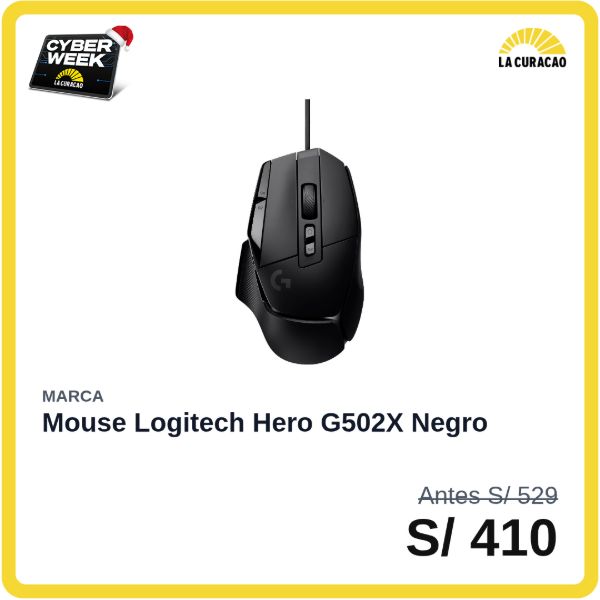 CYBER
WEEK
LA CURACAO
LA CURACAO
G
MARCA
Mouse Logitech Hero G502X Negro
Antes S/ 529
S/ 410